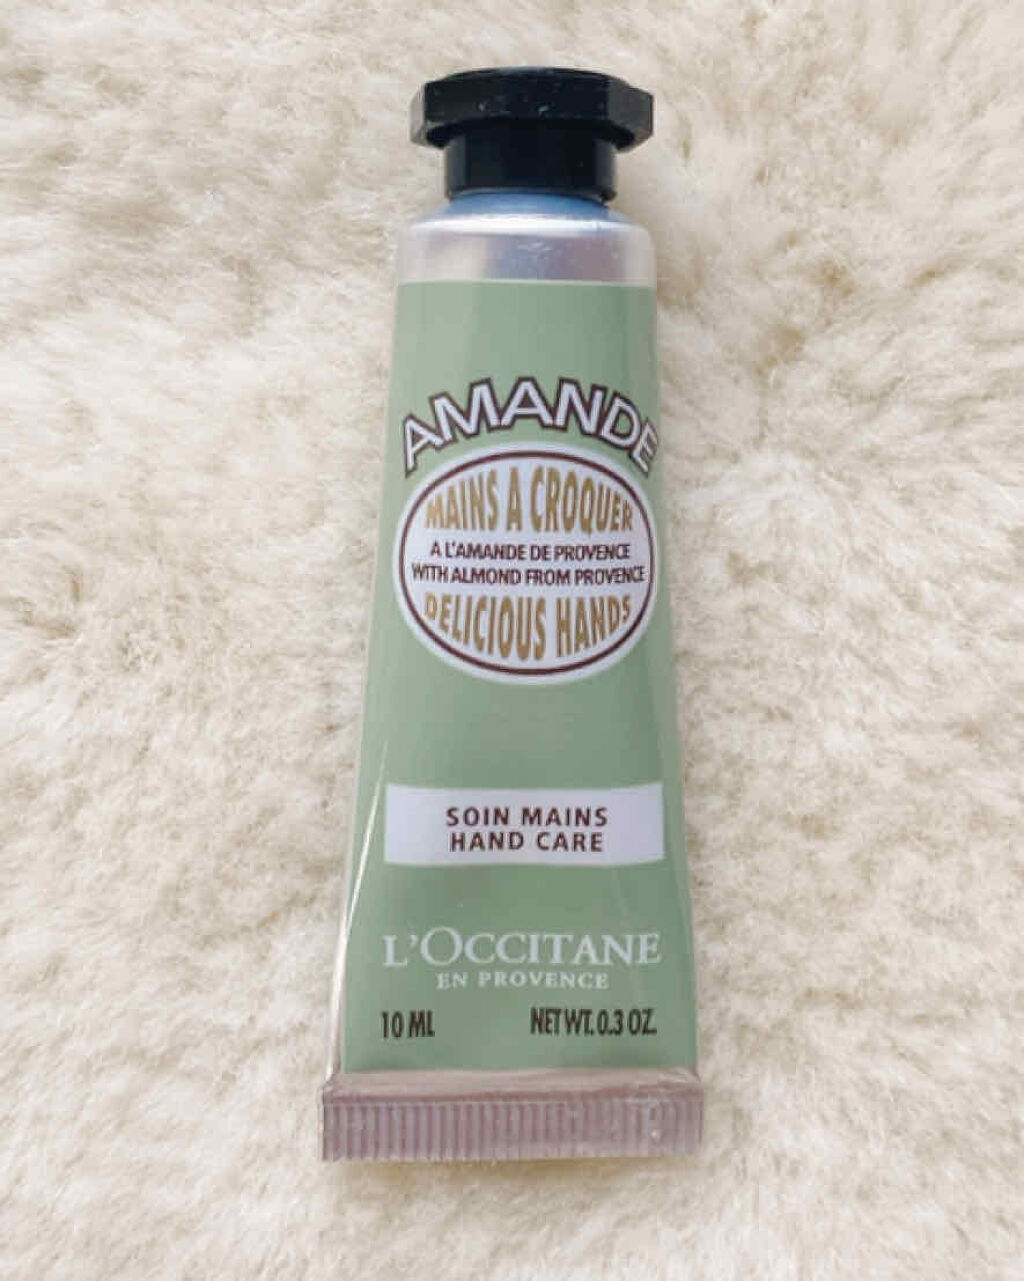 AMANDE
MAINS A CROQUER
A L'AMANDE DE PROVENCE
WITH ALMOND FROM PROVENCE
DELICIOUS HANDS
SOIN MAINS
HAND CARE
L'OCCITANE
EN PROVENCE
10 ML NET WT. 0.3 OZ.